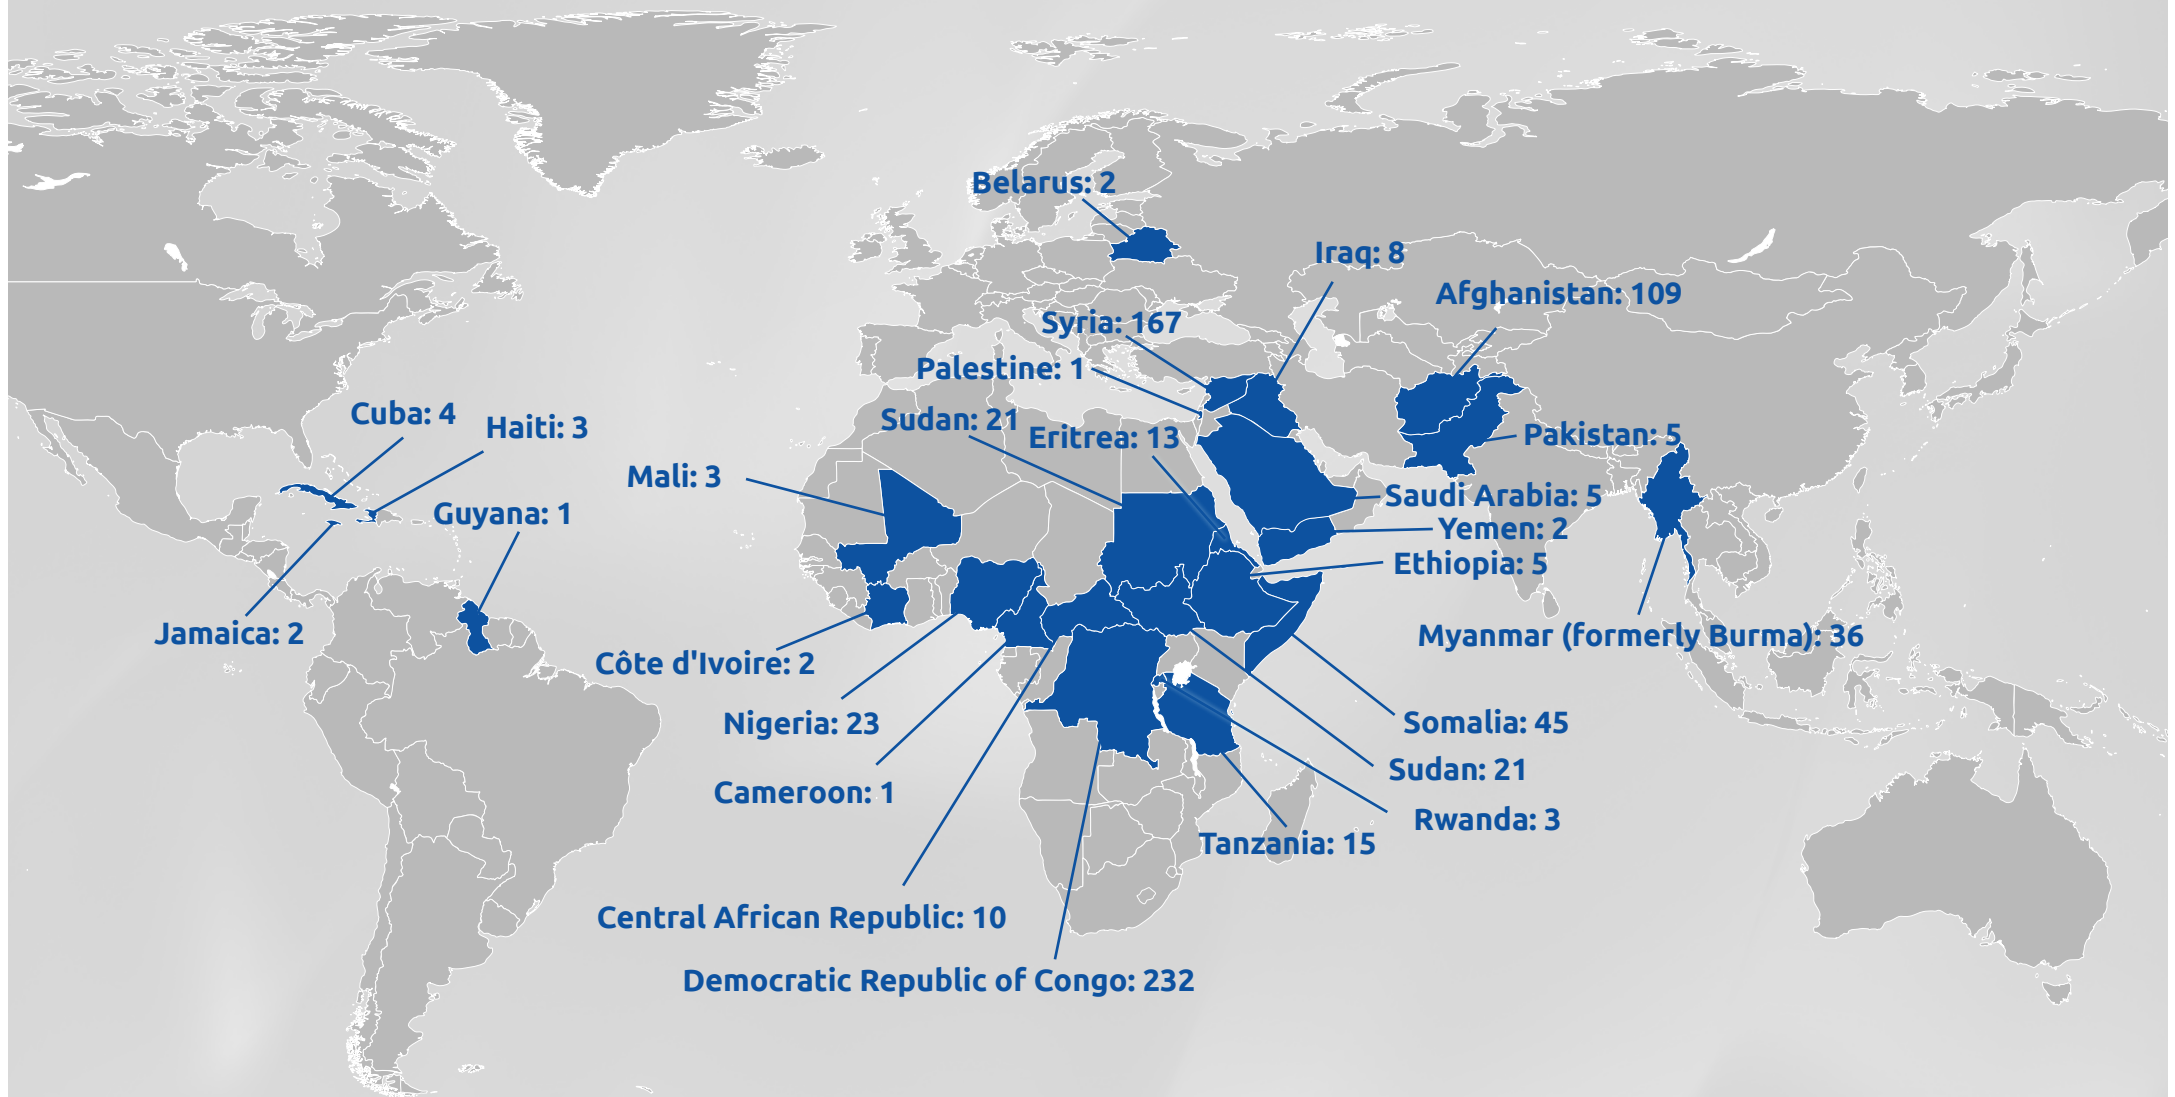 Belarus: 2
Iraq: 8
Afghanistan: 109
Syria: 167
Palestine: 1
Cuba: 4
Haiti: 3
Sudan: 21
Eritrea: 13
Pakistan: 5
Mali: 3
Saudi Arabia: 5
Guyana: 1
Yemen: 2
Ethiopia: 5
Jamaica: 2
Myanmar (formerly Burma): 36
Côte d'Ivoire: 2
Nigeria: 23
Somalia: 45
Sudan: 21
Cameroon: 1
Rwanda: 3
Tanzania: 15
Central African Republic: 10
Democratic Republic of Congo: 232